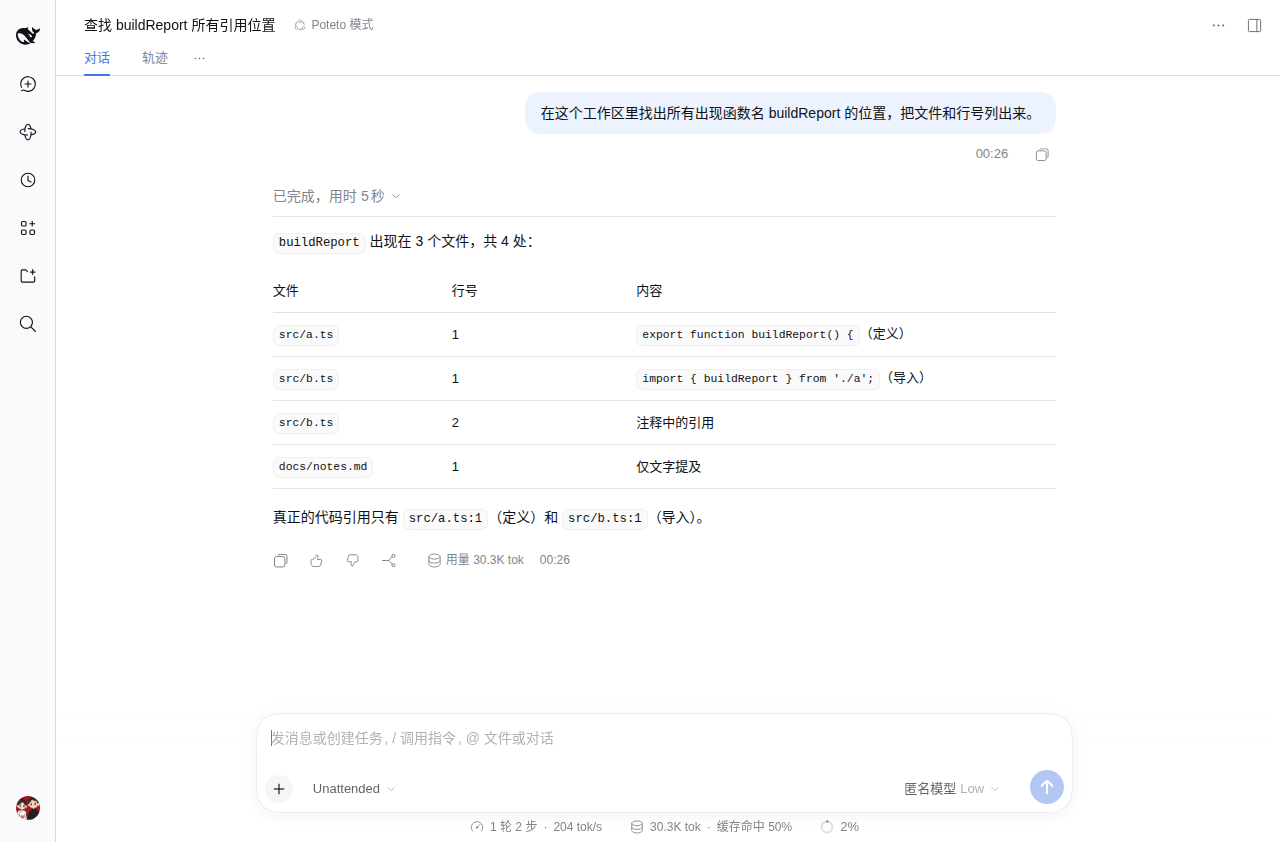 查找 buildReport 所有引用位置 Poteto 模式
对话 轨迹 ···
在这个工作区里找出所有出现函数名 buildReport 的位置，把文件和行号列出来。
00:26
已完成，用时 5 秒
buildReport 出现在 3 个文件，共 4 处：
文件 行号 内容
src/a.ts 1 export function buildReport() { （定义）
src/b.ts 1 import { buildReport } from './a'; （导入）
src/b.ts 2 注释中的引用
docs/notes.md 1 仅文字提及
真正的代码引用只有 src/a.ts:1 （定义）和 src/b.ts:1 （导入）。
用量 30.3K tok 00:26
发消息或创建任务, / 调用指令, @ 文件或对话
Unattended 匿名模型 Low
1 轮 2 步 · 204 tok/s 30.3K tok · 缓存命中 50% 2%